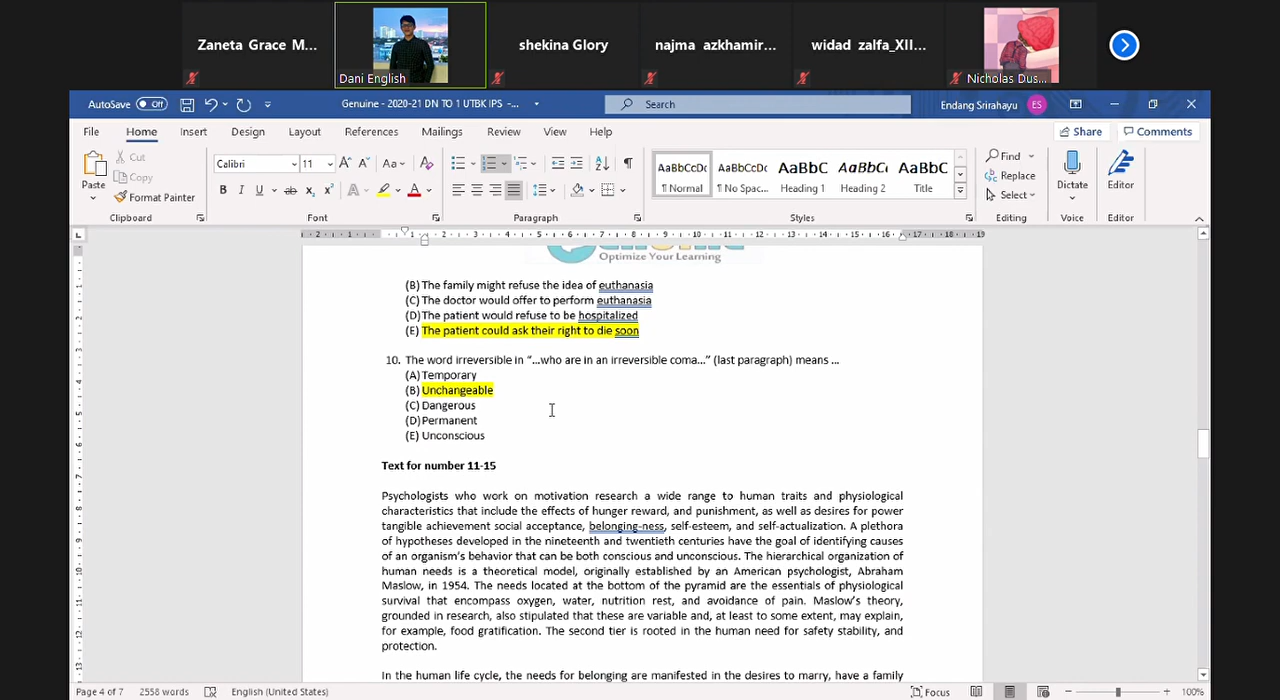 Zaneta Grace M... Dani English shekina Glory najma azkhamir... widad zalfa_XII... Nicholas Dus...
AutoSave Off Genuine - 2020-21 DN TO 1 UTBK IPS -... Search Endang Srirahayu ES
File Home Insert Design Layout References Mailings Review View Help Share Comments
Paste Cut Copy Format Painter
Calibri 11 Aa
B I U ab x₂ x² A A
AaBbCcDc AaBbCcDc AaBbC AaBbCc AaBbC
¶ Normal ¶ No Spac... Heading 1 Heading 2 Title
Find Replace Select Dictate Editor
Clipboard Font Paragraph Styles Editing Voice Editor
Optimize Your Learning
(B) The family might refuse the idea of euthanasia
(C) The doctor would offer to perform euthanasia
(D) The patient would refuse to be hospitalized
(E) The patient could ask their right to die soon
10. The word irreversible in “...who are in an irreversible coma...” (last paragraph) means ...
(A) Temporary
(B) Unchangeable
(C) Dangerous
(D) Permanent
(E) Unconscious
Text for number 11-15
Psychologists who work on motivation research a wide range to human traits and physiological
characteristics that include the effects of hunger reward, and punishment, as well as desires for power
tangible achievement social acceptance, belonging-ness, self-esteem, and self-actualization. A plethora
of hypotheses developed in the nineteenth and twentieth centuries have the goal of identifying causes
of an organism’s behavior that can be both conscious and unconscious. The hierarchical organization of
human needs is a theoretical model, originally established by an American psychologist, Abraham
Maslow, in 1954. The needs located at the bottom of the pyramid are the essentials of physiological
survival that encompass oxygen, water, nutrition rest, and avoidance of pain. Maslow’s theory,
grounded in research, also stipulated that these are variable and, at least to some extent, may explain,
for example, food gratification. The second tier is rooted in the human need for safety stability, and
protection.
In the human life cycle, the needs for belonging are manifested in the desires to marry, have a family
Page 4 of 7 2558 words English (United States) Focus 100%